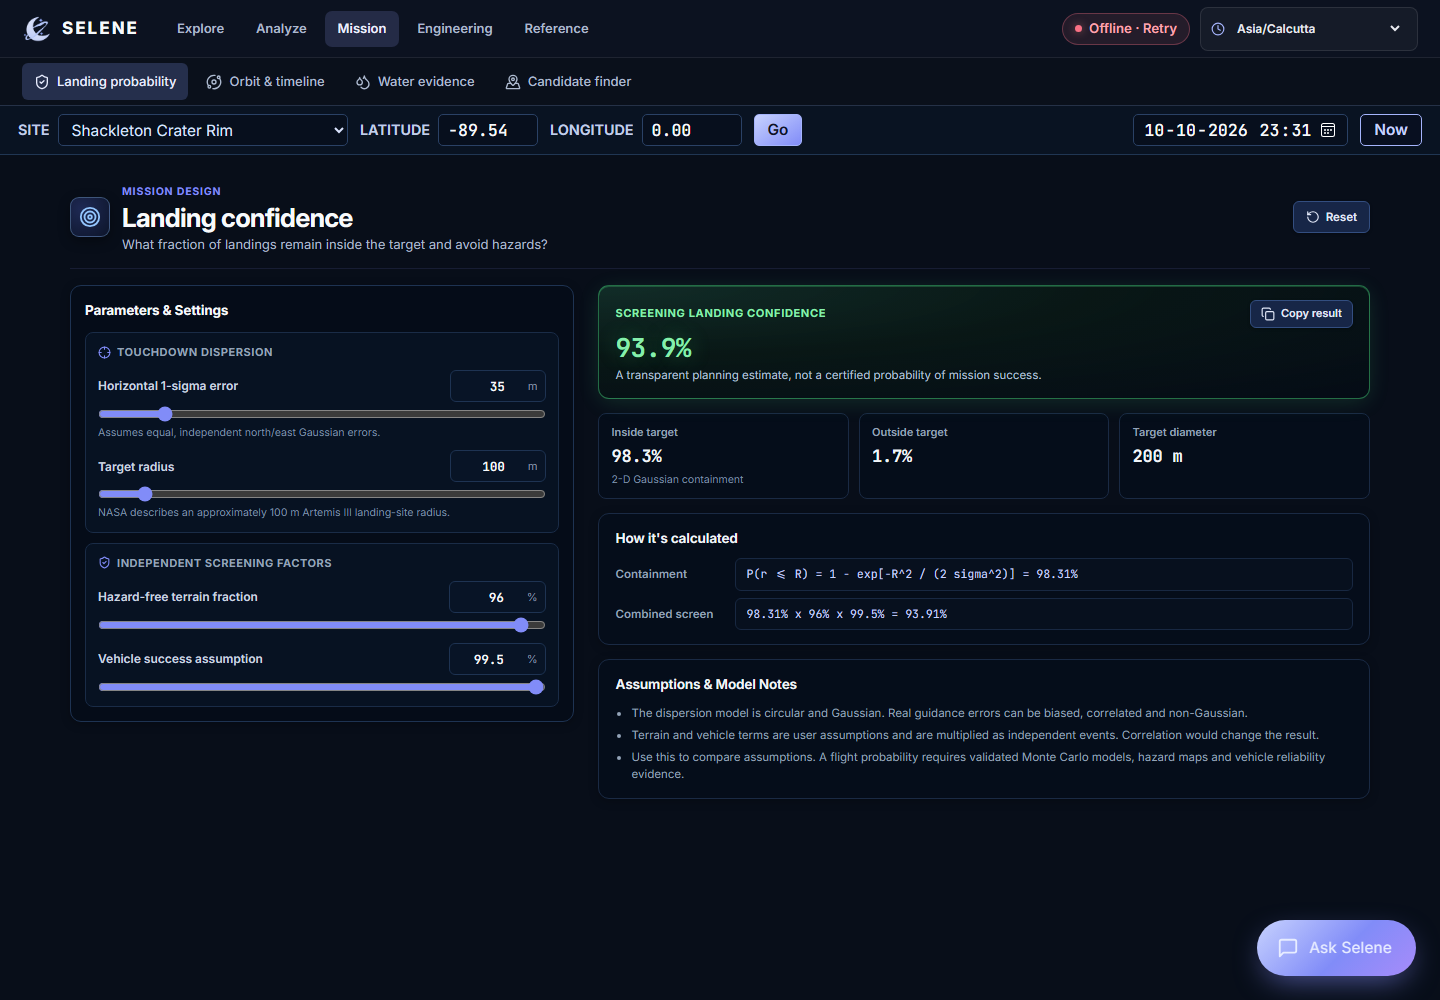 SELENE
Explore
Analyze
Mission
Engineering
Reference
Offline · Retry
Asia/Calcutta
Landing probability
Orbit & timeline
Water evidence
Candidate finder
SITE
Shackleton Crater Rim
LATITUDE
-89.54
LONGITUDE
0.00
Go
10-10-2026 23:31
Now
MISSION DESIGN
Landing confidence
What fraction of landings remain inside the target and avoid hazards?
Reset
Parameters & Settings
TOUCHDOWN DISPERSION
Horizontal 1-sigma error
35 m
Assumes equal, independent north/east Gaussian errors.
Target radius
100 m
NASA describes an approximately 100 m Artemis III landing-site radius.
INDEPENDENT SCREENING FACTORS
Hazard-free terrain fraction
96 %
Vehicle success assumption
99.5 %
SCREENING LANDING CONFIDENCE
Copy result
93.9%
A transparent planning estimate, not a certified probability of mission success.
Inside target
98.3%
2-D Gaussian containment
Outside target
1.7%
Target diameter
200 m
How it's calculated
Containment
P(r ≤ R) = 1 - exp[-R^2 / (2 sigma^2)] = 98.31%
Combined screen
98.31% x 96% x 99.5% = 93.91%
Assumptions & Model Notes
• The dispersion model is circular and Gaussian. Real guidance errors can be biased, correlated and non-Gaussian.
• Terrain and vehicle terms are user assumptions and are multiplied as independent events. Correlation would change the result.
• Use this to compare assumptions. A flight probability requires validated Monte Carlo models, hazard maps and vehicle reliability
evidence.
Ask Selene